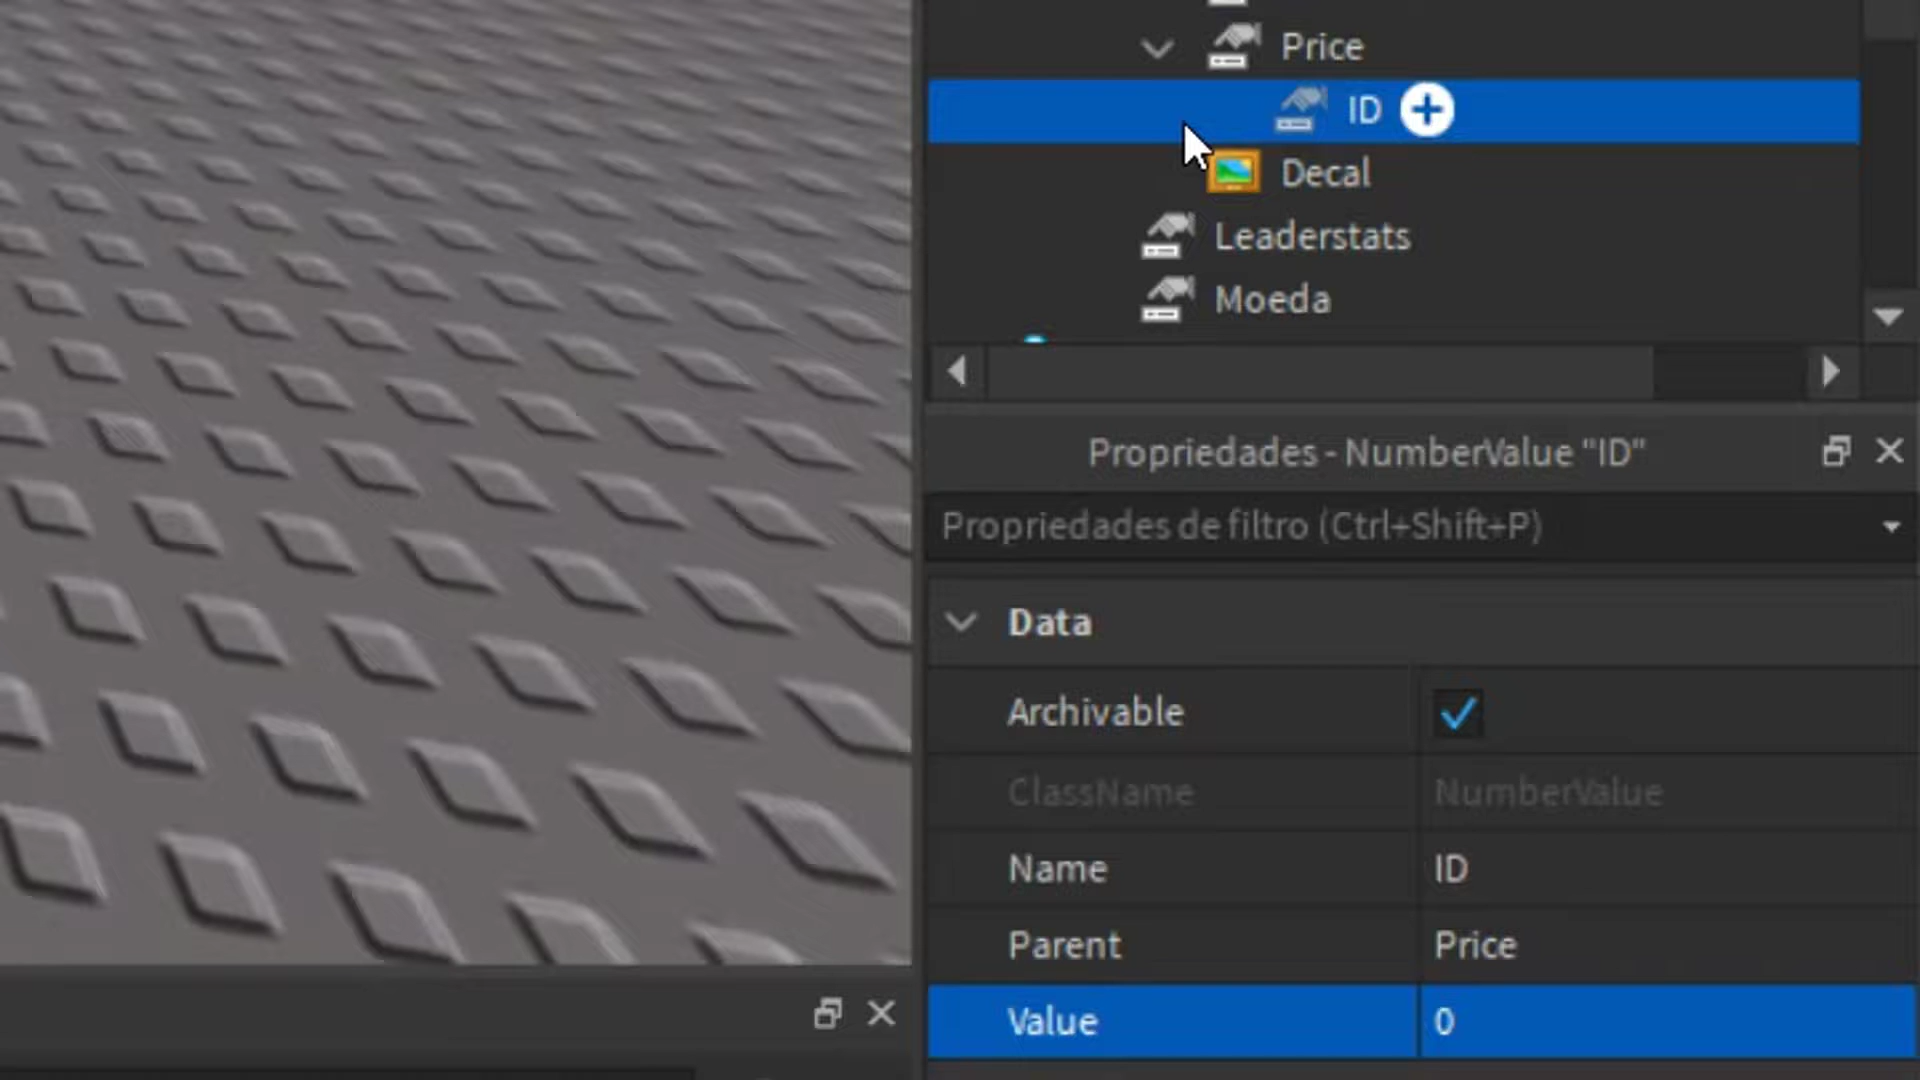 Price
ID
Decal
Leaderstats
Moeda
Propriedades - NumberValue "ID"
Propriedades de filtro (Ctrl+Shift+P)
Data
Archivable
ClassName NumberValue
Name ID
Parent Price
Value 0